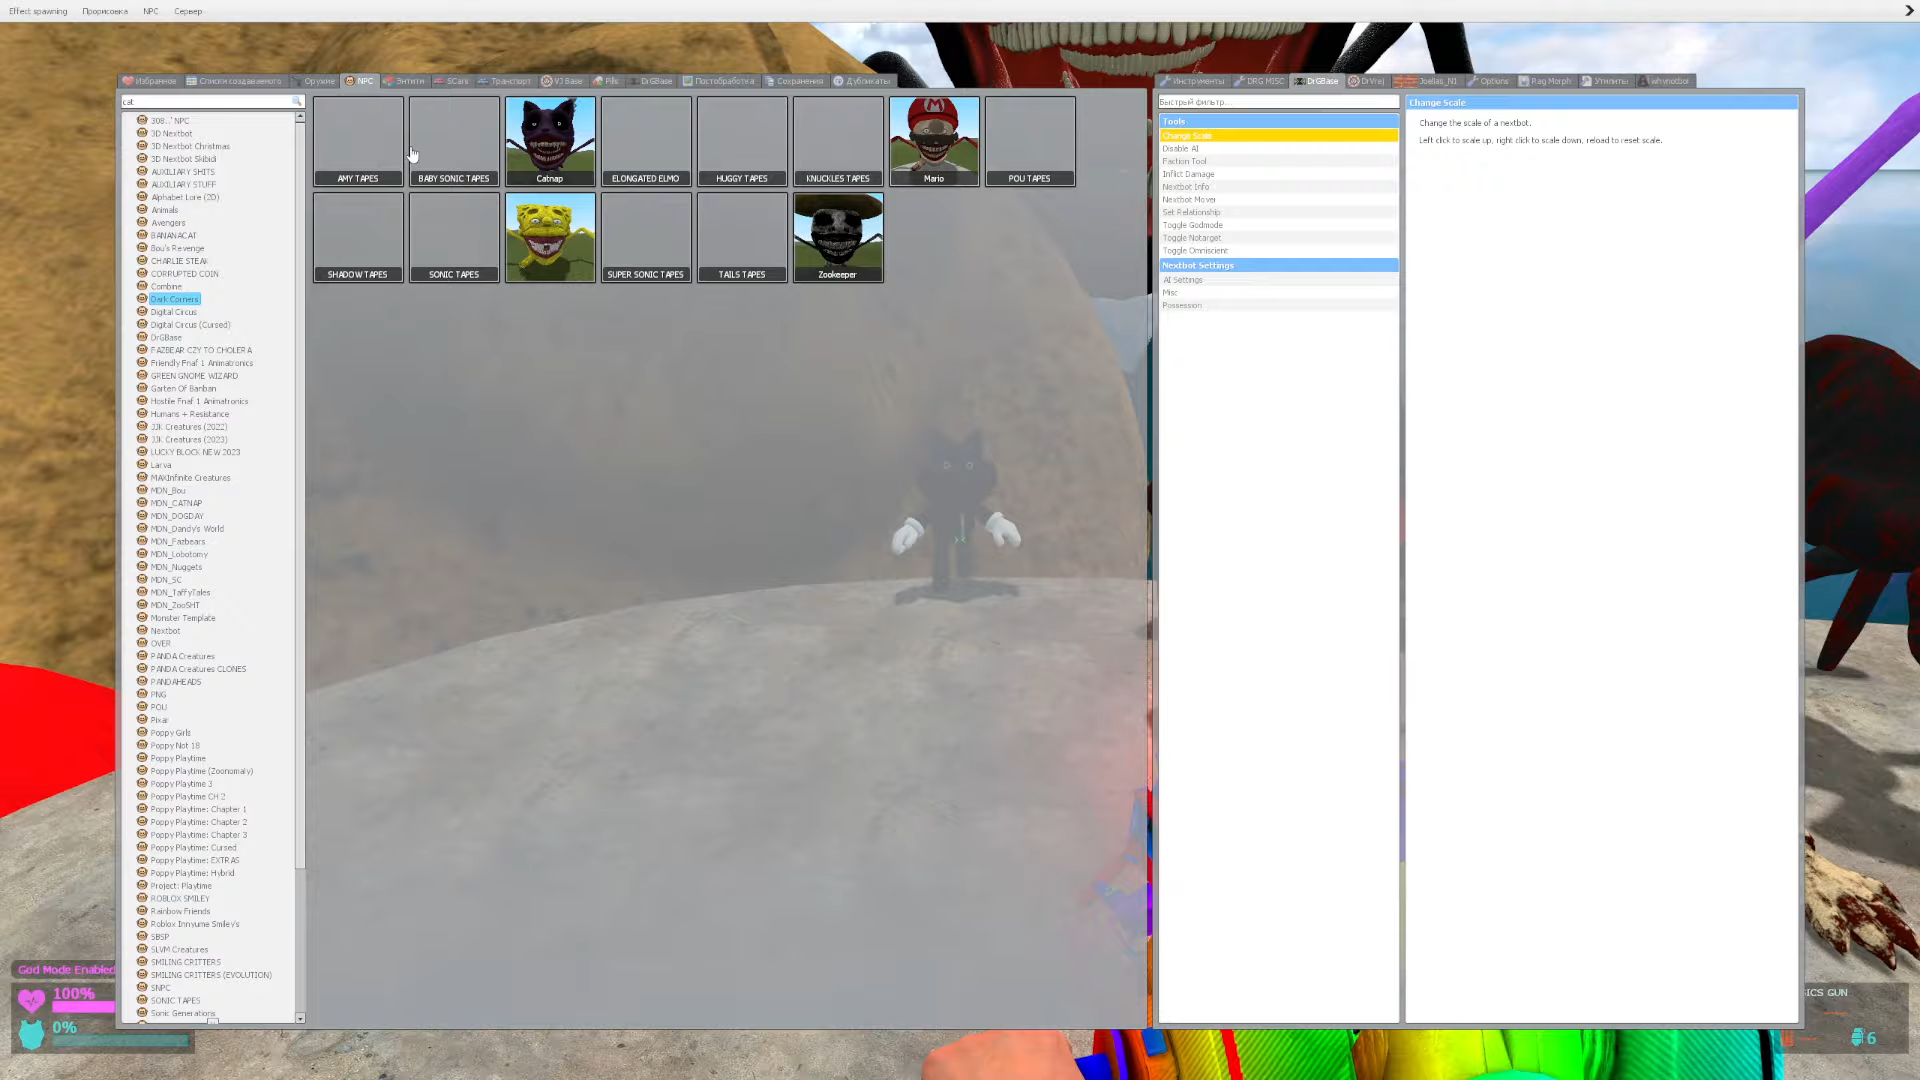 Effect spawning Прорисовка NPC Сервер
Избранное Списки создаваемого Оружие NPC Энтити SCars Транспорт VJ Base Pills DrGBase Постобработка Сохранения Дубликаты
Инструменты DRG MISC DrGBase DrVrej Joelias_NJ Options Rag Morph Утилиты whynotboi
cat
308...' NPC
3D Nextbot
3D Nextbot Christmas
3D Nextbot Skibidi
AUXILIARY SHITS
AUXILIARY STUFF
Alphabet Lore (2D)
Animals
Avengers
BANANACAT
Bou's Revenge
CHARLIE STEAK
CORRUPTED COIN
Combine
Dark Corners
Digital Circus
Digital Circus (Cursed)
DrGBase
FAZBEAR CZY TO CHOLERA
Friendly Fnaf 1 Animatronics
GREEN GNOME WIZARD
Garten Of Banban
Hostile Fnaf 1 Animatronics
Humans + Resistance
JJK Creatures (2022)
JJK Creatures (2023)
LUCKY BLOCK NEW 2023
Larva
MAXInfinite Creatures
MDN_Bou
MDN_CATNAP
MDN_DOGDAY
MDN_Dandy's World
MDN_Fazbears
MDN_Lobotomy
MDN_Nuggets
MDN_SC
MDN_TaffyTales
MDN_ZooSHT
Monster Template
Nextbot
OVER
PANDA Creatures
PANDA Creatures CLONES
PANDAHEADS
PNG
POU
Pixar
Poppy Girls
Poppy Not 18
Poppy Playtime
Poppy Playtime (Zoonomaly)
Poppy Playtime 3
Poppy Playtime CH 2
Poppy Playtime: Chapter 1
Poppy Playtime: Chapter 2
Poppy Playtime: Chapter 3
Poppy Playtime: Cursed
Poppy Playtime: EXTRAS
Poppy Playtime: Hybrid
Project: Playtime
ROBLOX SMILEY
Rainbow Friends
Roblox Innyume Smiley's
SBSP
SLVM Creatures
SMILING CRITTERS
SMILING CRITTERS (EVOLUTION)
SNPC
SONIC TAPES
Sonic Generations
AMY TAPES BABY SONIC TAPES Catnap ELONGATED ELMO HUGGY TAPES KNUCKLES TAPES Mario POU TAPES
SHADOW TAPES SONIC TAPES SUPER SONIC TAPES TAILS TAPES Zookeeper
Быстрый фильтр...
Tools
Change Scale
Disable AI
Faction Tool
Inflict Damage
Nextbot Info
Nextbot Mover
Set Relationship
Toggle Godmode
Toggle Notarget
Toggle Omniscient
Nextbot Settings
AI Settings
Misc
Possession
Change Scale
Change the scale of a nextbot.
Left click to scale up, right click to scale down, reload to reset scale.
God Mode Enabled
100%
0%
ICS GUN
6